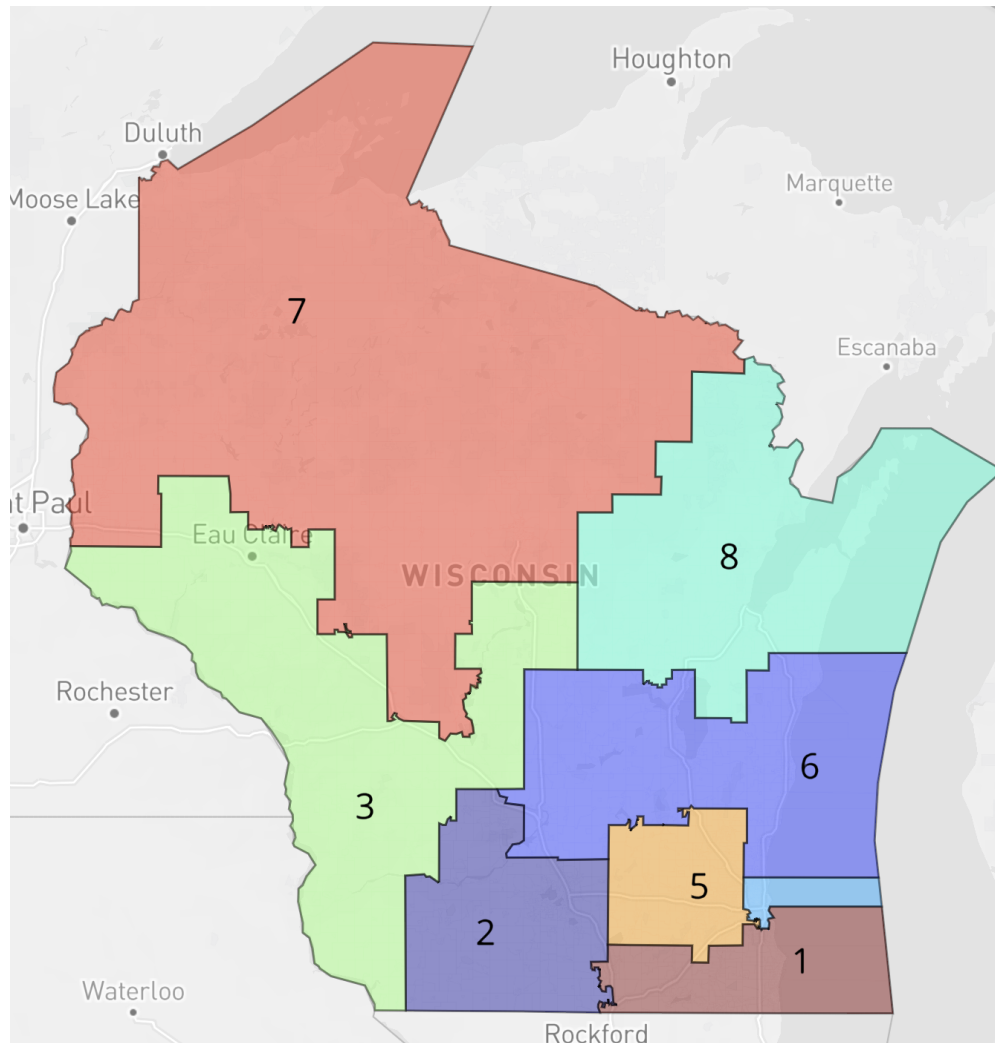 Houghton
Duluth
Marquette
Moose Lake
7
Escanaba
nt Paul
Eau Claire
8
WISCONSIN
Rochester
6
3
5
2
1
Waterloo
Rockford